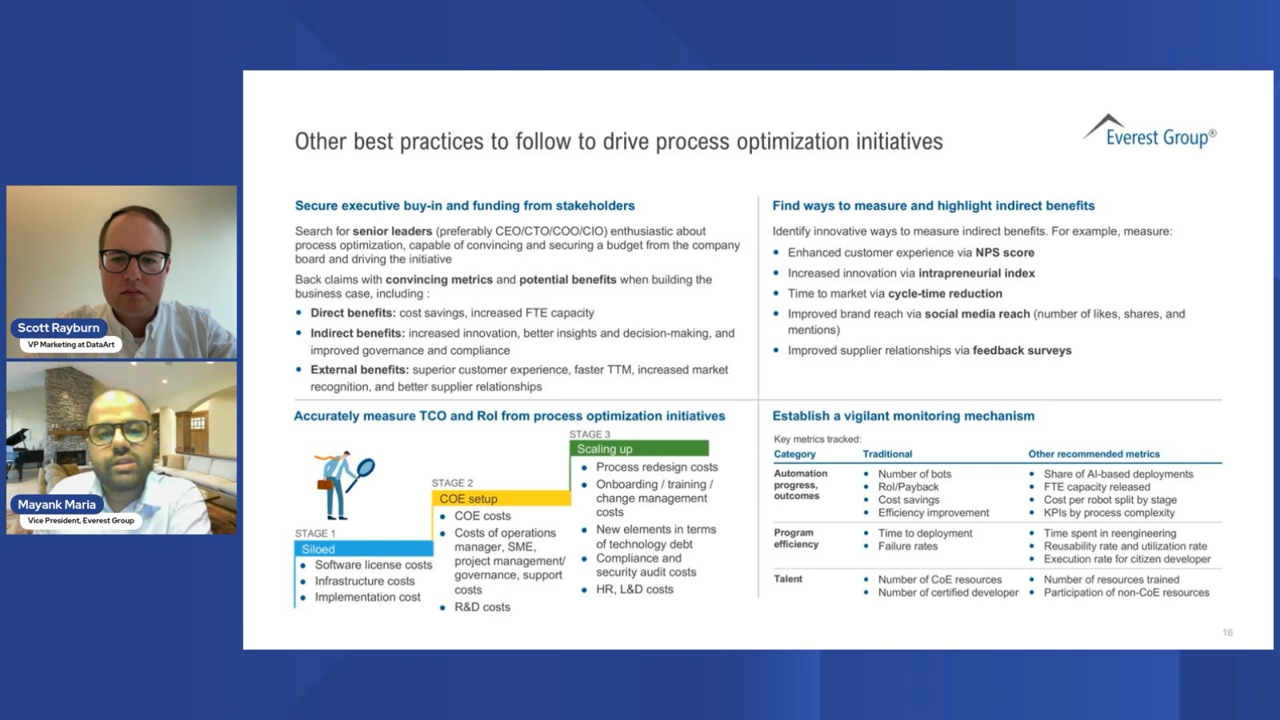 Other best practices to follow to drive process optimization initiatives
Everest Group®
Secure executive buy-in and funding from stakeholders
Search for senior leaders (preferably CEO/CTO/COO/CIO) enthusiastic about
process optimization, capable of convincing and securing a budget from the company
board and driving the initiative
Back claims with convincing metrics and potential benefits when building the
business case, including :
• Direct benefits: cost savings, increased FTE capacity
• Indirect benefits: increased innovation, better insights and decision-making, and
improved governance and compliance
• External benefits: superior customer experience, faster TTM, increased market
recognition, and better supplier relationships
Find ways to measure and highlight indirect benefits
Identify innovative ways to measure indirect benefits. For example, measure:
• Enhanced customer experience via NPS score
• Increased innovation via intrapreneurial index
• Time to market via cycle-time reduction
• Improved brand reach via social media reach (number of likes, shares, and
mentions)
• Improved supplier relationships via feedback surveys
Accurately measure TCO and RoI from process optimization initiatives
STAGE 1
Siloed
• Software license costs
• Infrastructure costs
• Implementation cost
STAGE 2
COE setup
• COE costs
• Costs of operations
manager, SME,
project management/
governance, support
costs
• R&D costs
STAGE 3
Scaling up
• Process redesign costs
• Onboarding / training /
change management
costs
• New elements in terms
of technology debt
• Compliance and
security audit costs
• HR, L&D costs
Establish a vigilant monitoring mechanism
Key metrics tracked:
Category Traditional Other recommended metrics
Automation
progress,
outcomes
• Number of bots
• RoI/Payback
• Cost savings
• Efficiency improvement
• Share of AI-based deployments
• FTE capacity released
• Cost per robot split by stage
• KPIs by process complexity
Program
efficiency
• Time to deployment
• Failure rates
• Time spent in reengineering
• Reusability rate and utilization rate
• Execution rate for citizen developer
Talent
• Number of CoE resources
• Number of certified developer
• Number of resources trained
• Participation of non-CoE resources
16
Scott Rayburn
VP Marketing at DataArt
Mayank Maria
Vice President, Everest Group